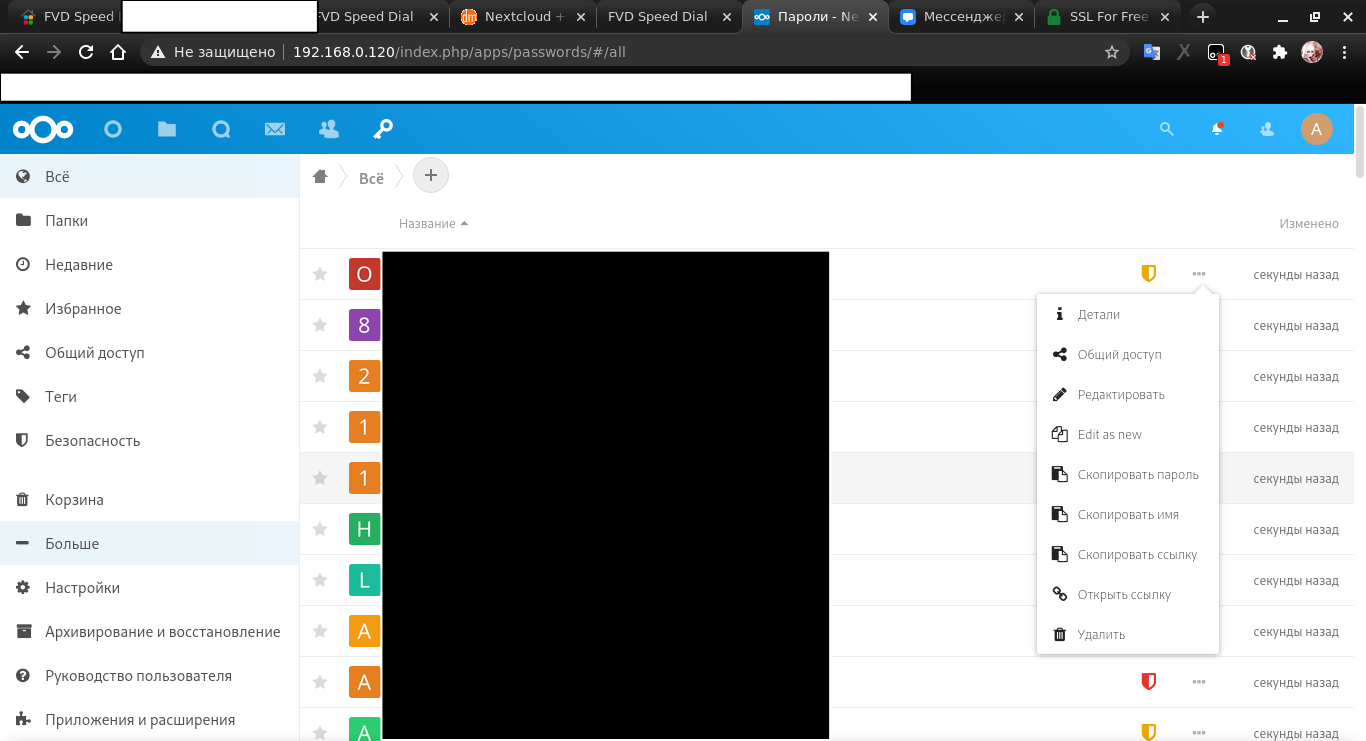 FVD Speed
FVD Speed Dial
Nextcloud +
FVD Speed Dial
Пароли - Ne
Мессендже
SSL For Free
Не защищено
192.168.0.120/index.php/apps/passwords/#/all
1
A
Всё
Папки
Недавние
Избранное
Общий доступ
Теги
Безопасность
Корзина
Больше
Настройки
Архивирование и восстановление
Руководство пользователя
Приложения и расширения
Всё
+
Название
Изменено
O
секунды назад
8
секунды назад
2
секунды назад
1
секунды назад
1
секунды назад
H
секунды назад
L
секунды назад
A
секунды назад
A
секунды назад
A
секунды назад
Детали
Общий доступ
Редактировать
Edit as new
Скопировать пароль
Скопировать имя
Скопировать ссылку
Открыть ссылку
Удалить